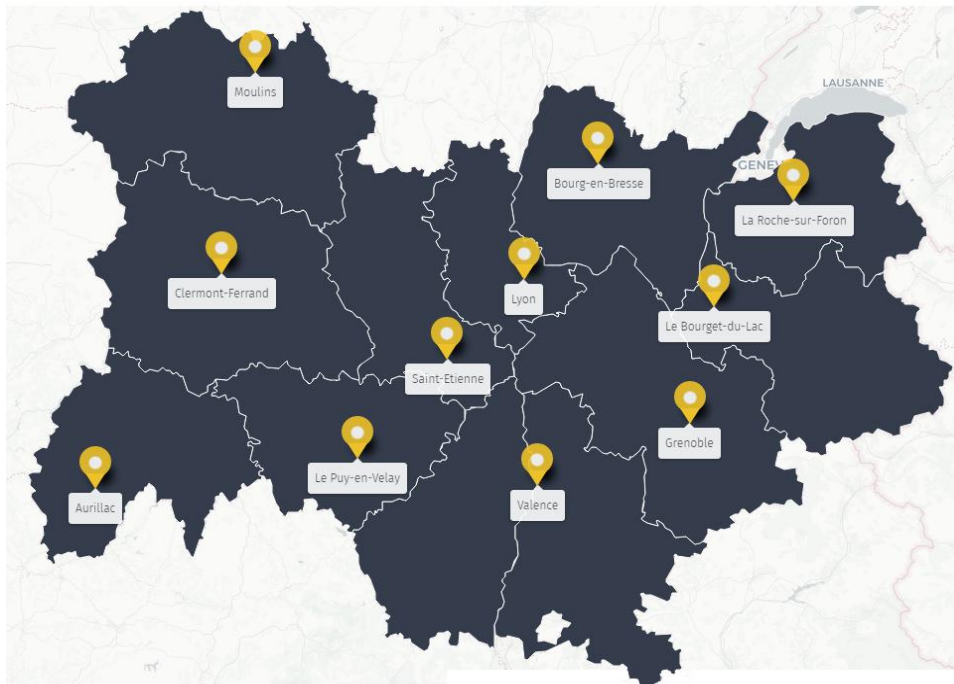 Moulins
LAUSANNE
Bourg-en-Bresse
GENEV
La Roche-sur-Foron
Clermont-Ferrand
Lyon
Le Bourget-du-Lac
Saint-Etienne
Grenoble
Le Puy-en-Velay
Aurillac
Valence